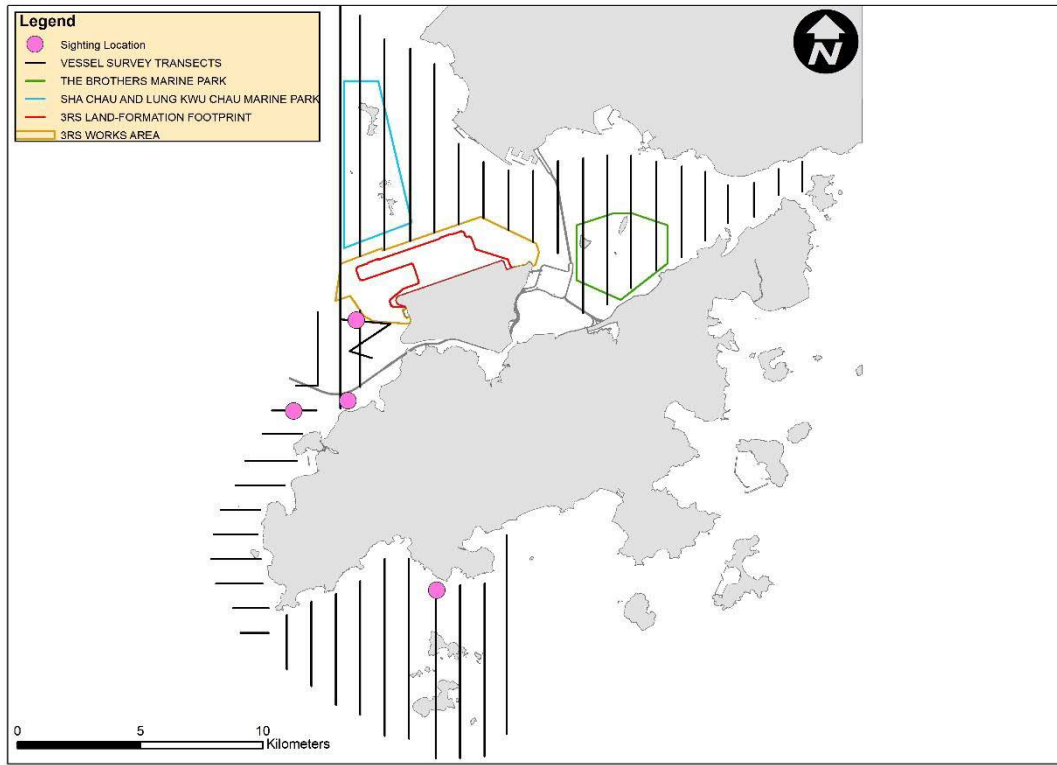 Legend
Sighting Location
VESSEL SURVEY TRANSECTS
THE BROTHERS MARINE PARK
SHA CHAU AND LUNG KWU CHAU MARINE PARK
3RS LAND-FORMATION FOOTPRINT
3RS WORKS AREA
N
0 5 10
Kilometers